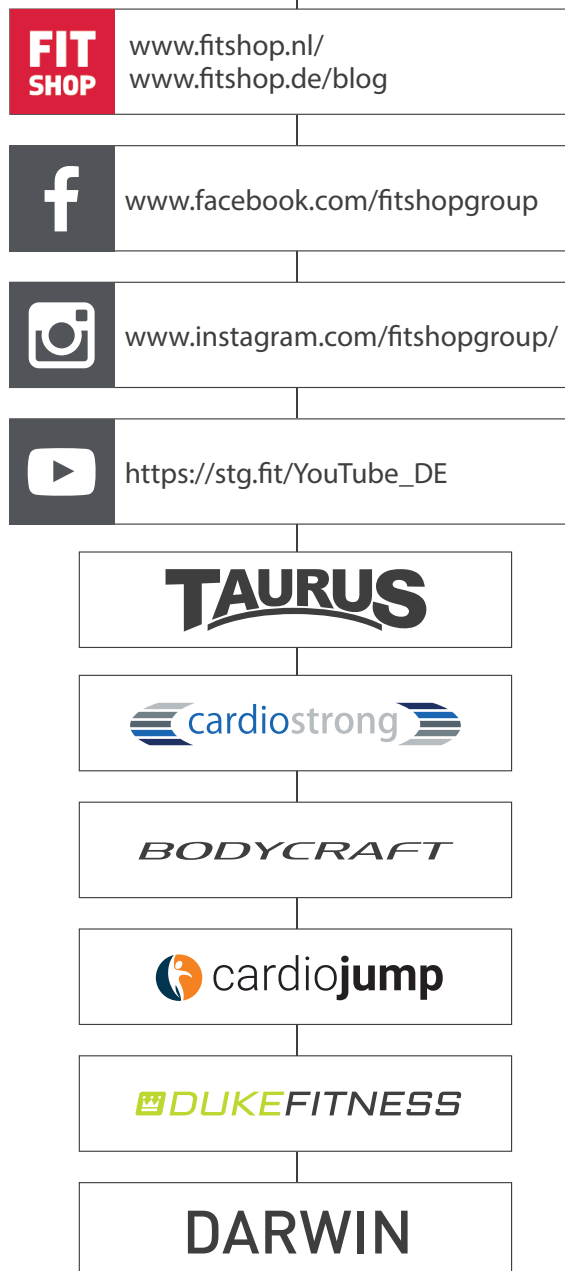 FIT
SHOP
www.fitshop.nl/
www.fitshop.de/blog
www.facebook.com/fitshopgroup
www.instagram.com/fitshopgroup/
https://stg.fit/YouTube_DE
TAURUS
cardiostrong
BODYCRAFT
cardiojump
DUKEFITNESS
DARWIN